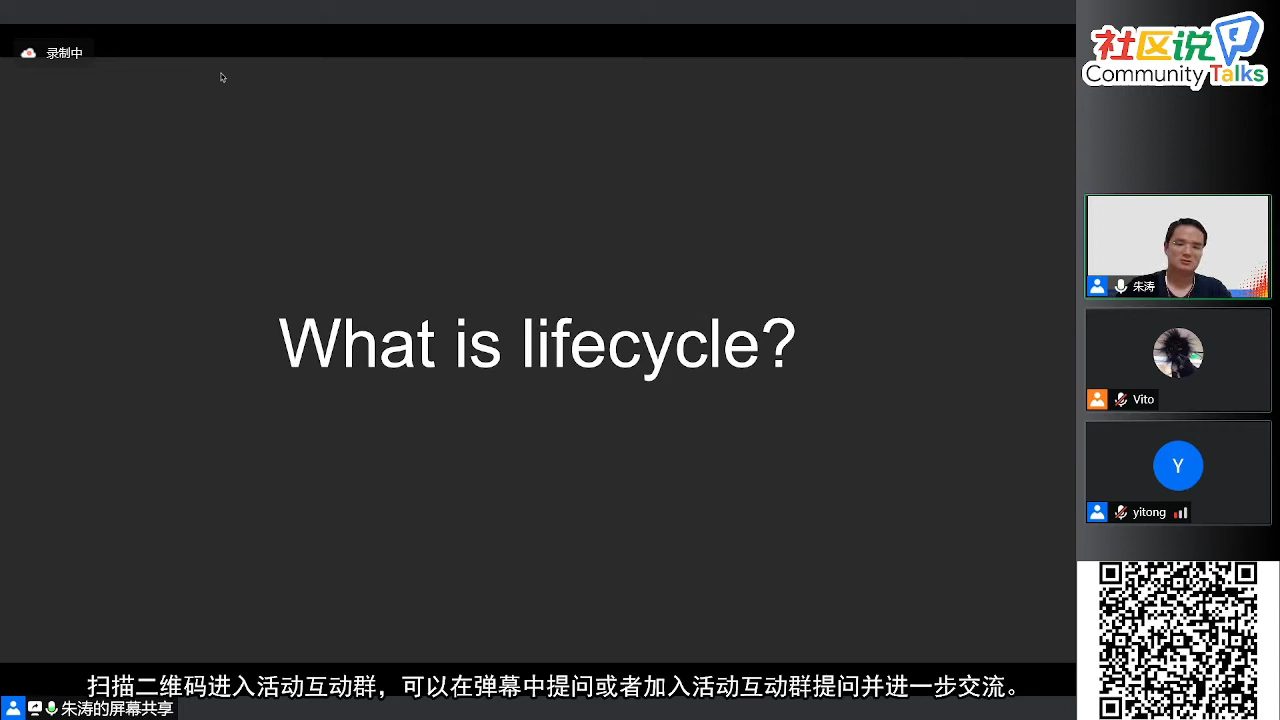 录制中
What is lifecycle?
扫描二维码进入活动互动群，可以在弹幕中提问或者加入活动互动群提问并进一步交流。
朱涛的屏幕共享
社区说
Community Talks
朱涛
Vito
Y
yitong